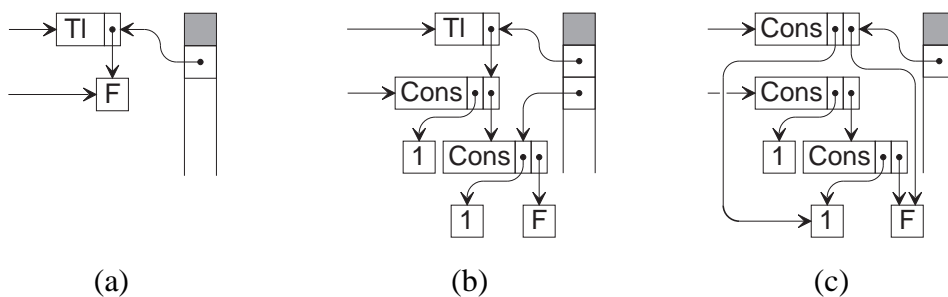 Tl Tl Cons
F Cons Cons
1 Cons 1 Cons
1 F 1 F
(a) (b) (c)